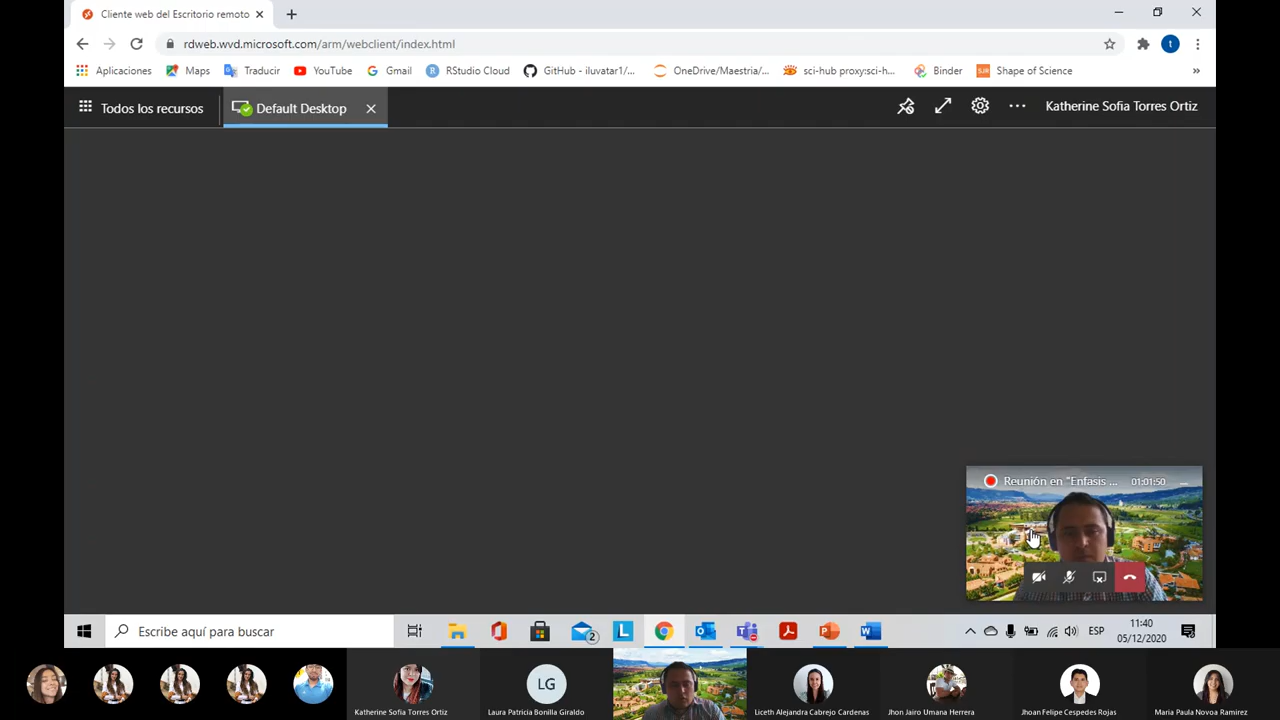 Cliente web del Escritorio remoto
rdweb.wvd.microsoft.com/arm/webclient/index.html
t
Aplicaciones
Maps
Traducir
YouTube
Gmail
RStudio Cloud
GitHub - iluvatar1/...
OneDrive/Maestria/...
sci-hub proxy:sci-h...
Binder
SJR
Shape of Science
»
Todos los recursos
Default Desktop
Katherine Sofia Torres Ortiz
Reunión en "Enfasis ...
01:01:50
Escribe aquí para buscar
2
L
ESP
11:40
05/12/2020
LG
Katherine Sofia Torres Ortiz
Laura Patricia Bonilla Giraldo
Liceth Alejandra Cabrejo Cardenas
Jhon Jairo Umana Herrera
Jhoan Felipe Cespedes Rojas
Maria Paula Novoa Ramirez